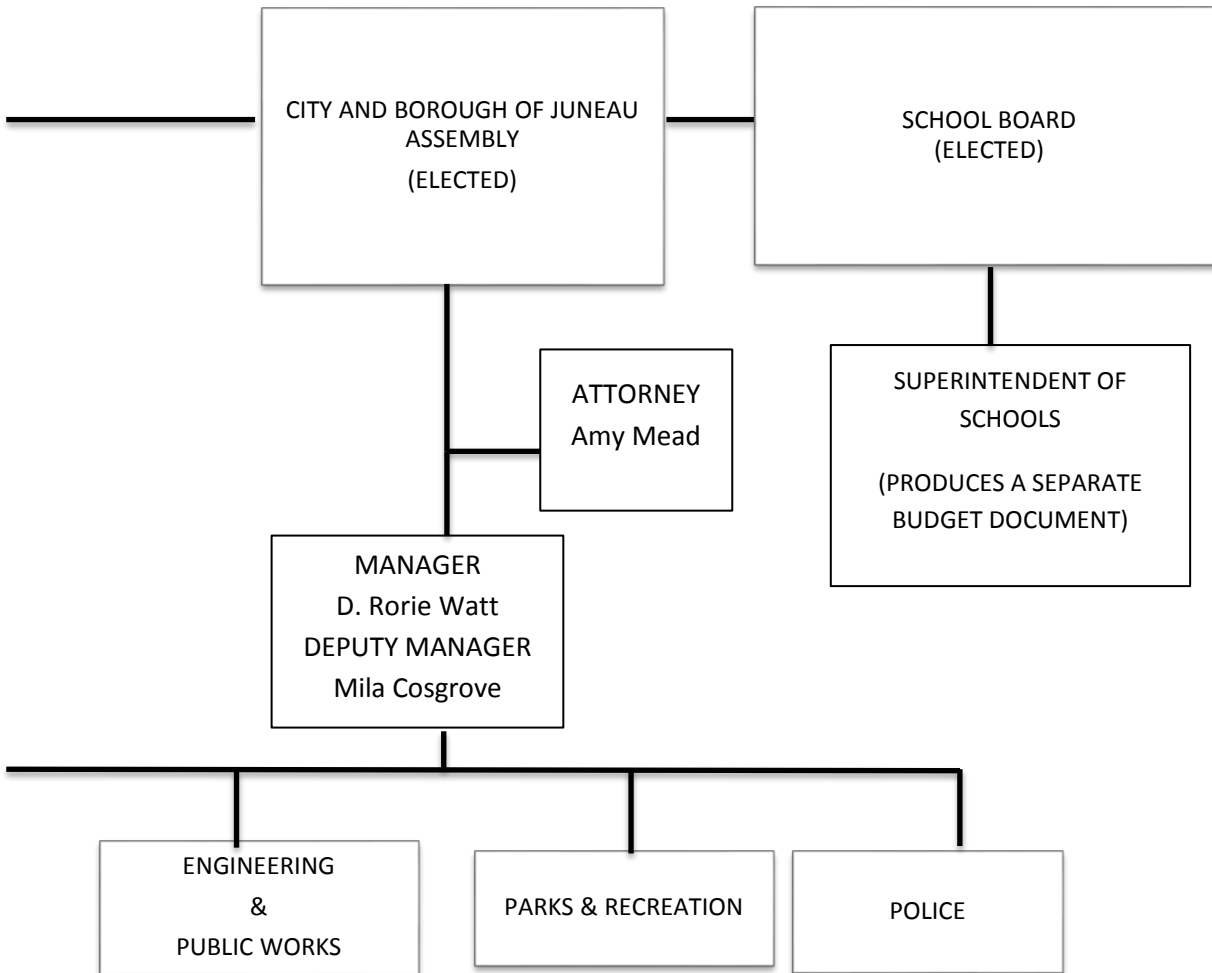 CITY AND BOROUGH OF JUNEAU
ASSEMBLY
(ELECTED)
SCHOOL BOARD
(ELECTED)
ATTORNEY
Amy Mead
SUPERINTENDENT OF
SCHOOLS
(PRODUCES A SEPARATE
BUDGET DOCUMENT)
MANAGER
D. Rorie Watt
DEPUTY MANAGER
Mila Cosgrove
ENGINEERING
&
PUBLIC WORKS
PARKS & RECREATION
POLICE